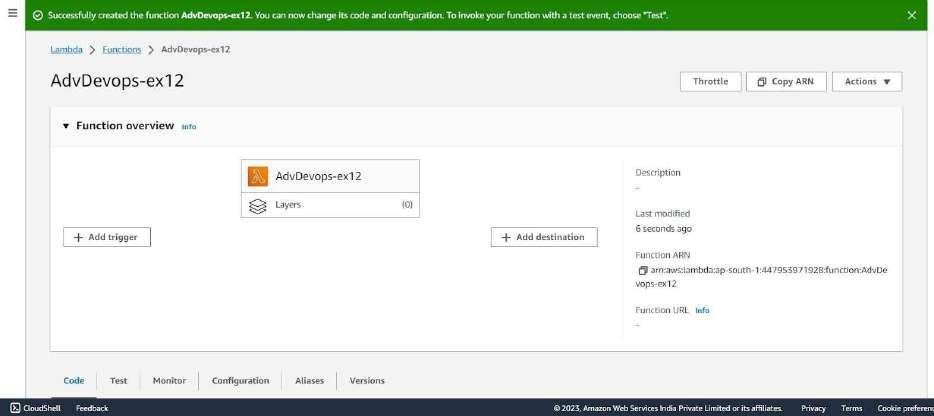 Successfully created the function AdvDevops-ex12. You can now change its code and configuration. To invoke your function with a test event, choose "Test".
Lambda > Functions > AdvDevops-ex12
AdvDevops-ex12
Throttle
Copy ARN
Actions
Function overview Info
AdvDevops-ex12
Layers (0)
+ Add trigger
+ Add destination
Description
-
Last modified
6 seconds ago
Function ARN
arn:aws:lambda:ap-south-1:447953971928:function:AdvDe
vops-ex12
Function URL Info
-
Code Test Monitor Configuration Aliases Versions
CloudShell Feedback © 2023, Amazon Web Services India Private Limited or its affiliates. Privacy Terms Cookie preferen